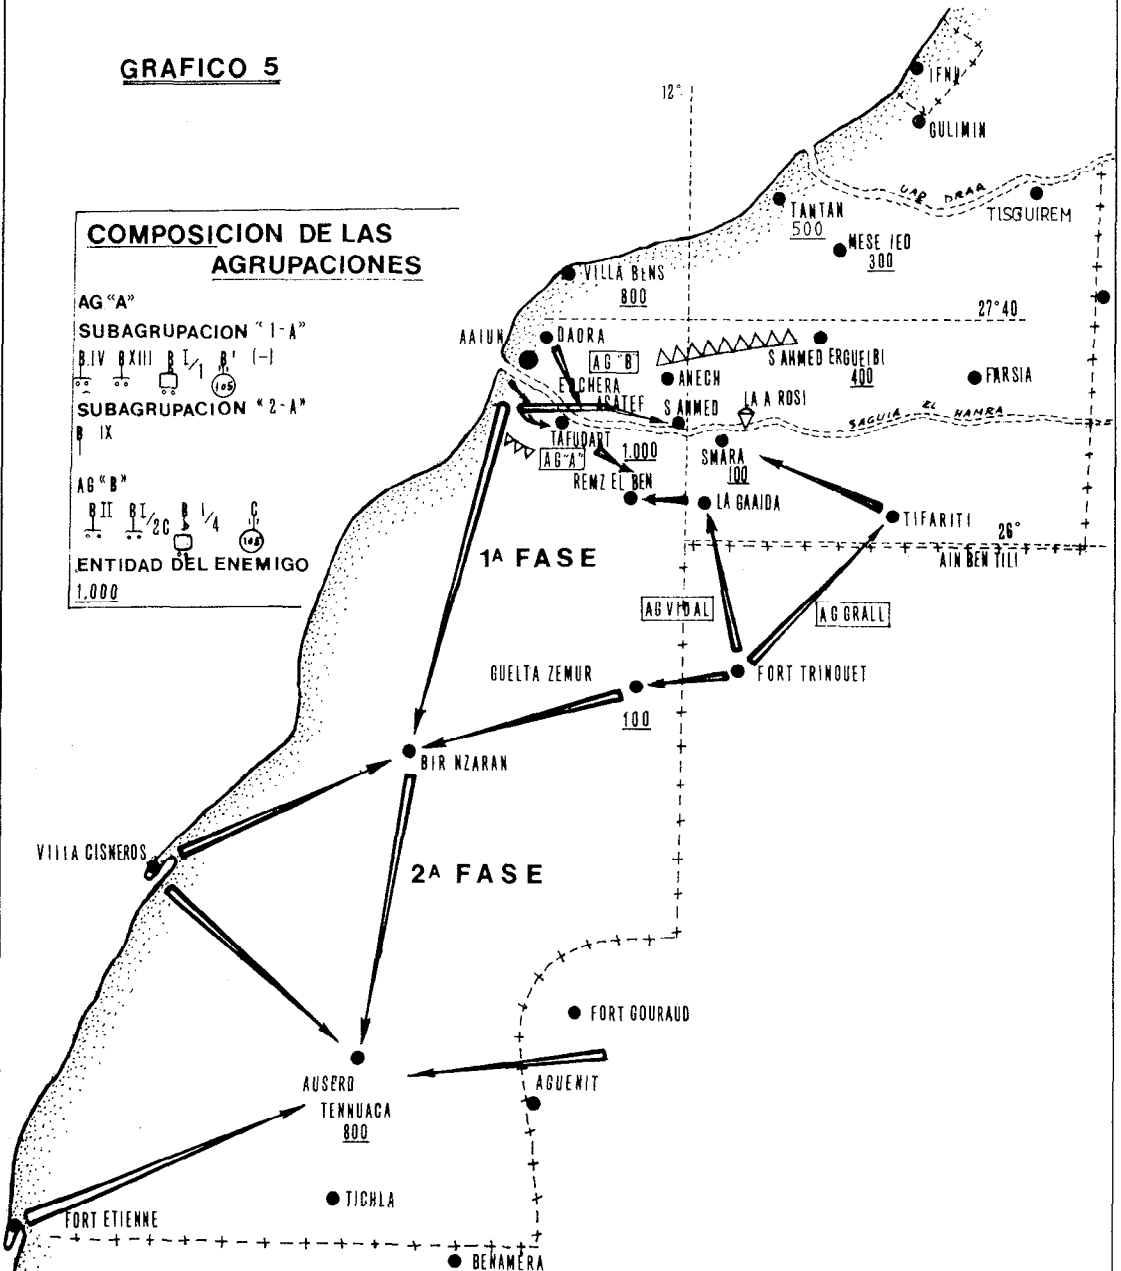 GRAFICO 5
COMPOSICION DE LAS
AGRUPACIONES
AG "A"
SUBAGRUPACION "1-A"
B.IV BXIII B I/1 B' (-)
105
SUBAGRUPACION "2-A"
B IX
AG "B"
B II B I/2C B 1/4 C
105
ENTIDAD DEL ENEMIGO
1,000
12°
IFNI
GULIMIN
UAD DRAA
TISGUIREM
TANTAN
500
MESE IED
300
VILLA BENS
800
27°40
AAIUN
DAORA
AG "B"
S AHMED ERGUEIBI
400
ANECH
FARSIA
EDCHERA
ASATEF
S AHMED
LA A ROSI
SAGUIA EL HAMRA
TAFUDART
1.000
AG "A"
SMARA
100
REMZ EL BEN
LA GAAIDA
TIFARITI
26°
AIN BEN TILI
1ª FASE
AG VIDAL
AG GRALL
GUELTA ZEMUR
100
FORT TRINQUET
BIR NZARAN
VILLA CISNEROS
2ª FASE
FORT GOURAUD
AUSERD
AGUENIT
TENNUACA
800
TICHLA
FORT ETIENNE
BENAMERA